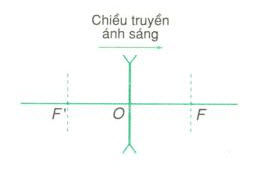 Chiều truyền
ánh sáng
F' O F